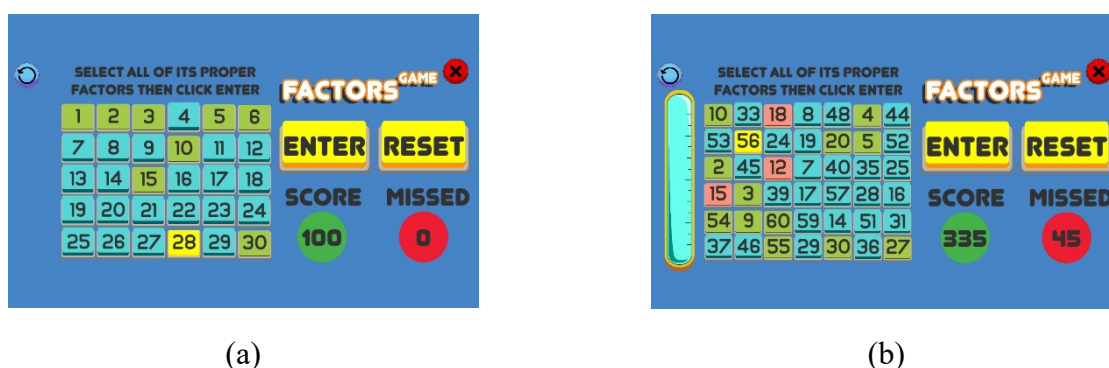 SELECT ALL OF ITS PROPER
FACTORS THEN CLICK ENTER
FACTORS GAME
1 2 3 4 5 6
7 8 9 10 11 12
13 14 15 16 17 18
19 20 21 22 23 24
25 26 27 28 29 30
ENTER RESET
SCORE MISSED
100 0
(a)
SELECT ALL OF ITS PROPER
FACTORS THEN CLICK ENTER
FACTORS GAME
10 33 18 8 48 4 44
53 56 24 19 20 5 52
2 45 12 7 40 35 25
15 3 39 17 57 28 16
54 9 60 59 14 51 31
37 46 55 29 30 36 27
ENTER RESET
SCORE MISSED
335 45
(b)